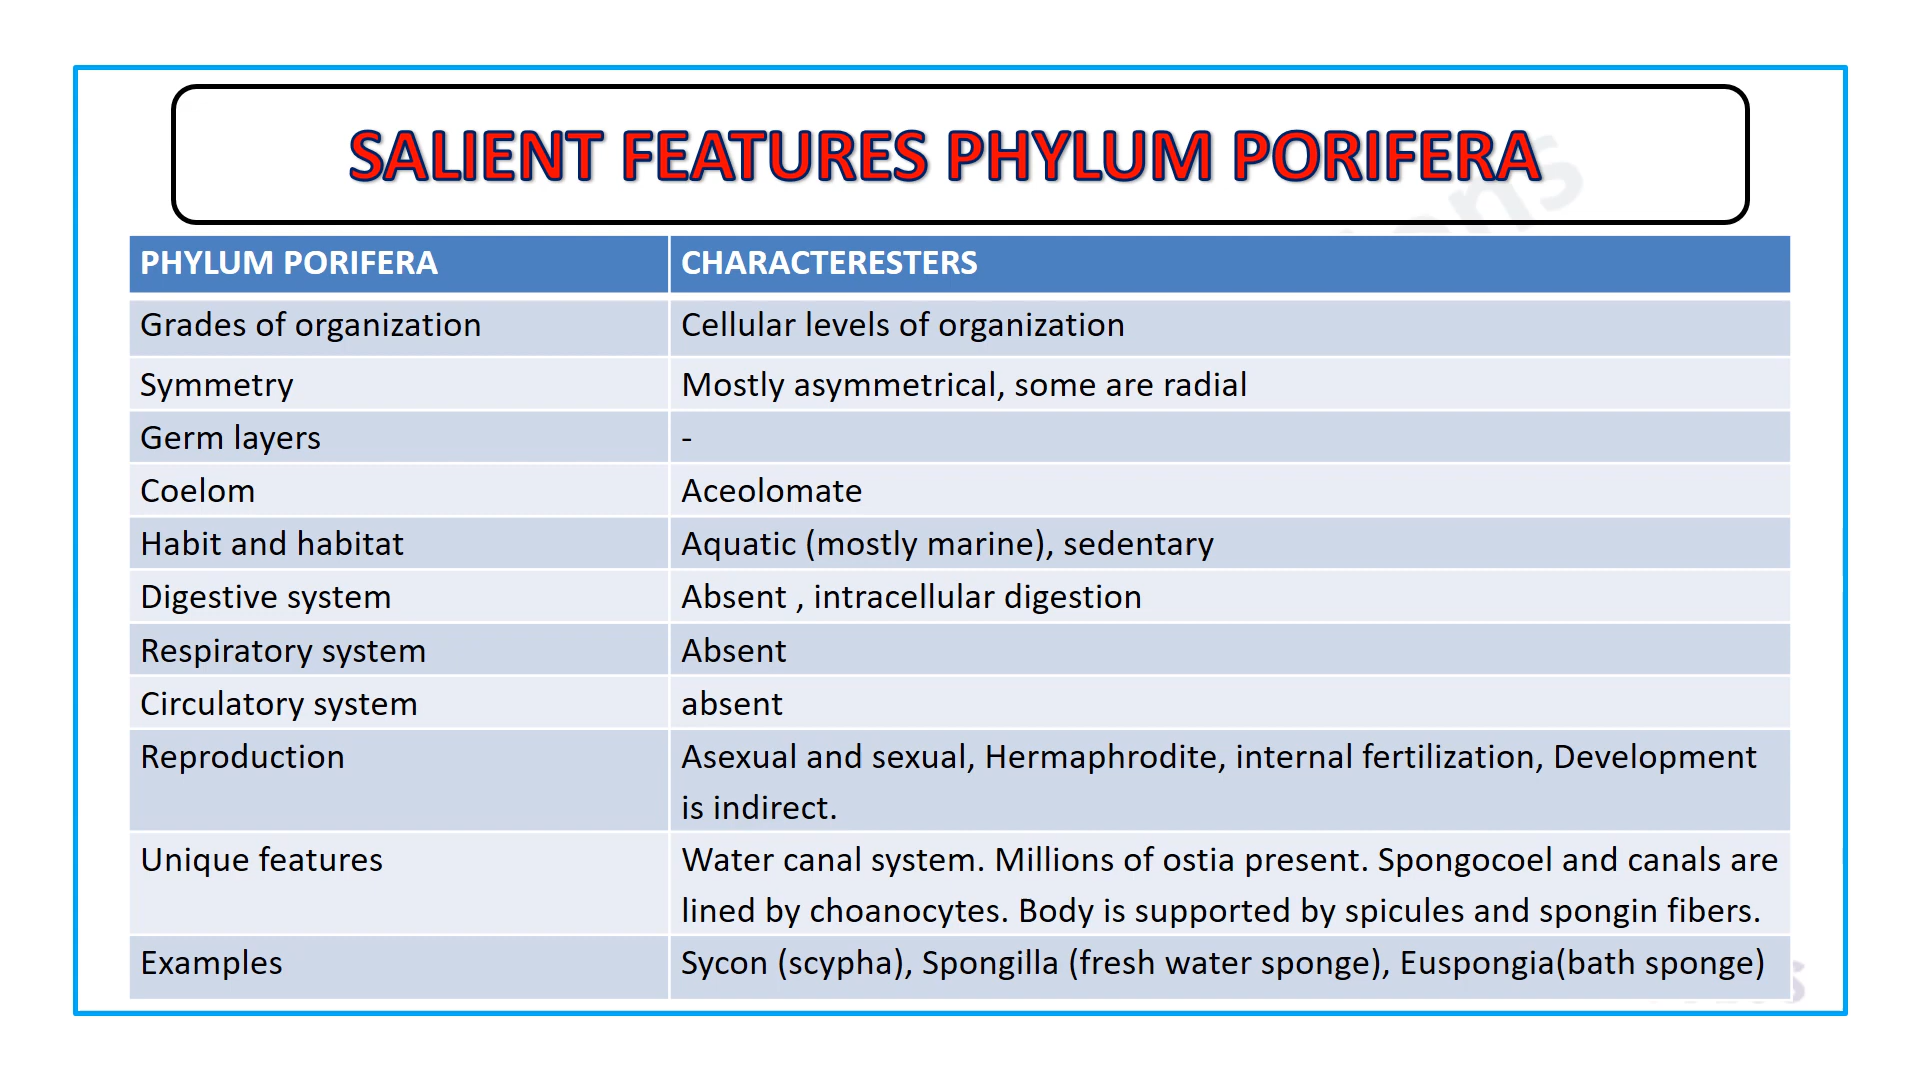 SALIENT FEATURES PHYLUM PORIFERA
PHYLUM PORIFERA CHARACTERESTERS
Grades of organization Cellular levels of organization
Symmetry Mostly asymmetrical, some are radial
Germ layers -
Coelom Aceolomate
Habit and habitat Aquatic (mostly marine), sedentary
Digestive system Absent , intracellular digestion
Respiratory system Absent
Circulatory system absent
Reproduction Asexual and sexual, Hermaphrodite, internal fertilization, Development
is indirect.
Unique features Water canal system. Millions of ostia present. Spongocoel and canals are
lined by choanocytes. Body is supported by spicules and spongin fibers.
Examples Sycon (scypha), Spongilla (fresh water sponge), Euspongia(bath sponge)